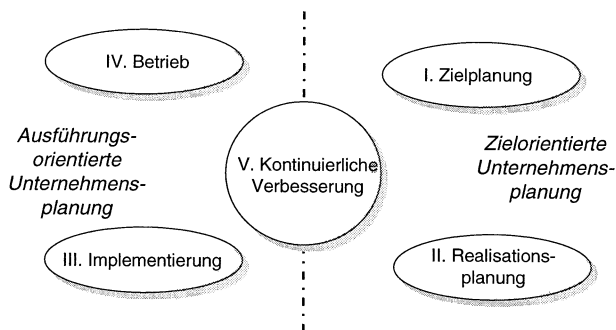 IV. Betrieb
I. Zielplanung
Ausführungs-
orientierte
Unternehmens-
planung
V. Kontinuierliche
Verbesserung
Zielorientierte
Unternehmens-
planung
III. Implementierung
II. Realisations-
planung